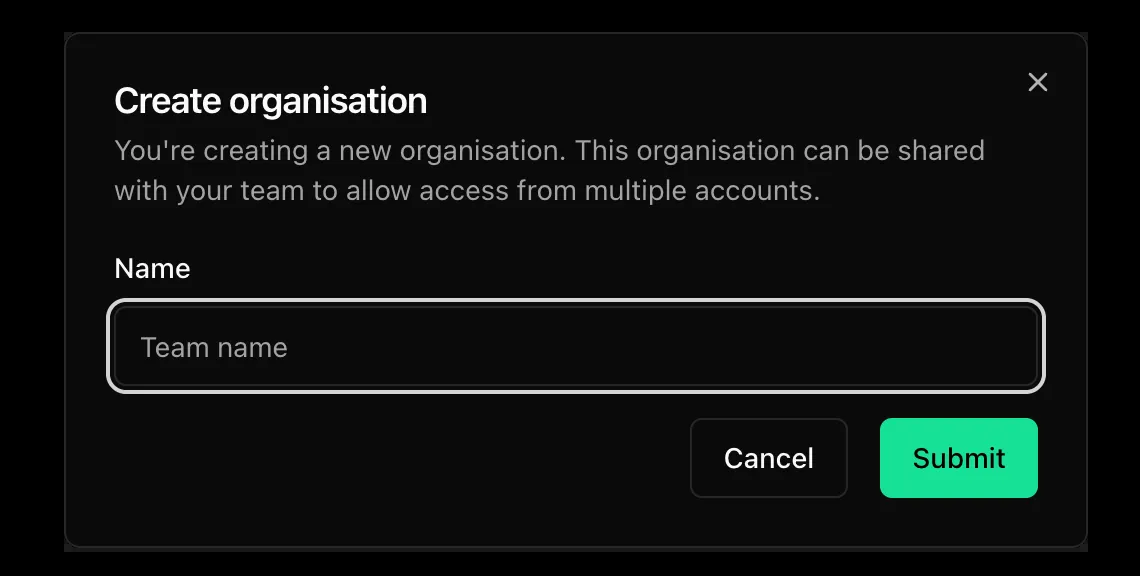 Create organisation
You're creating a new organisation. This organisation can be shared
with your team to allow access from multiple accounts.
Name
Team name
Cancel
Submit